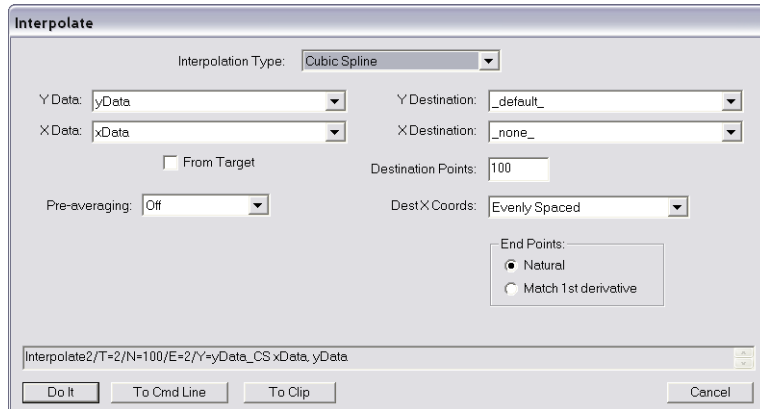 Interpolate
Interpolation Type: Cubic Spline
Y Data: yData
Y Destination: _default_
X Data: xData
X Destination: _none_
From Target
Destination Points: 100
Pre-averaging: Off
Dest X Coords: Evenly Spaced
End Points:
Natural
Match 1st derivative
Interpolate2/T=2/N=100/E=2/Y=yData_CS xData, yData
Do It
To Cmd Line
To Clip
Cancel